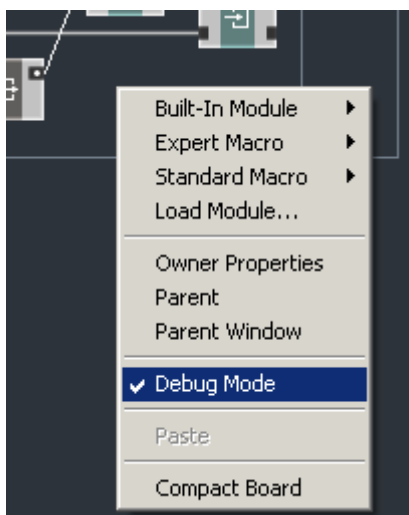 Built-In Module
Expert Macro
Standard Macro
Load Module...
Owner Properties
Parent
Parent Window
Debug Mode
Paste
Compact Board